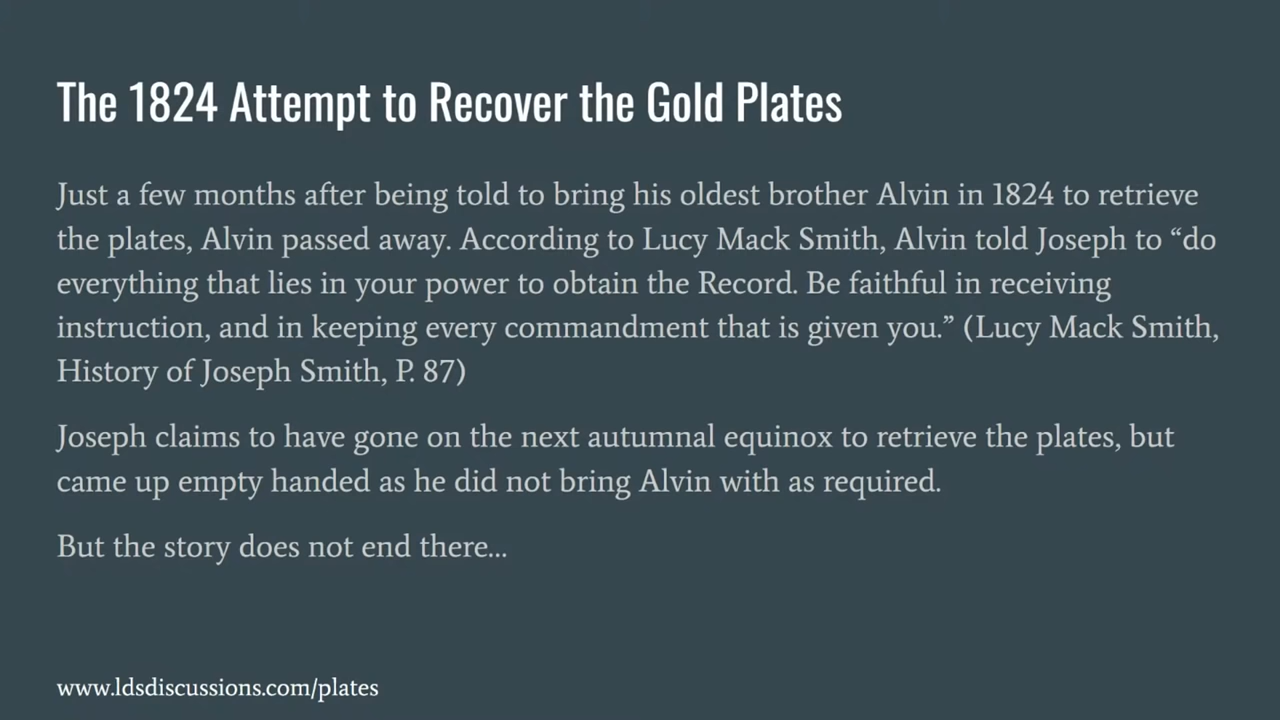 The 1824 Attempt to Recover the Gold Plates
Just a few months after being told to bring his oldest brother Alvin in 1824 to retrieve
the plates, Alvin passed away. According to Lucy Mack Smith, Alvin told Joseph to “do
everything that lies in your power to obtain the Record. Be faithful in receiving
instruction, and in keeping every commandment that is given you.” (Lucy Mack Smith,
History of Joseph Smith, P. 87)
Joseph claims to have gone on the next autumnal equinox to retrieve the plates, but
came up empty handed as he did not bring Alvin with as required.
But the story does not end there...
www.ldsdiscussions.com/plates